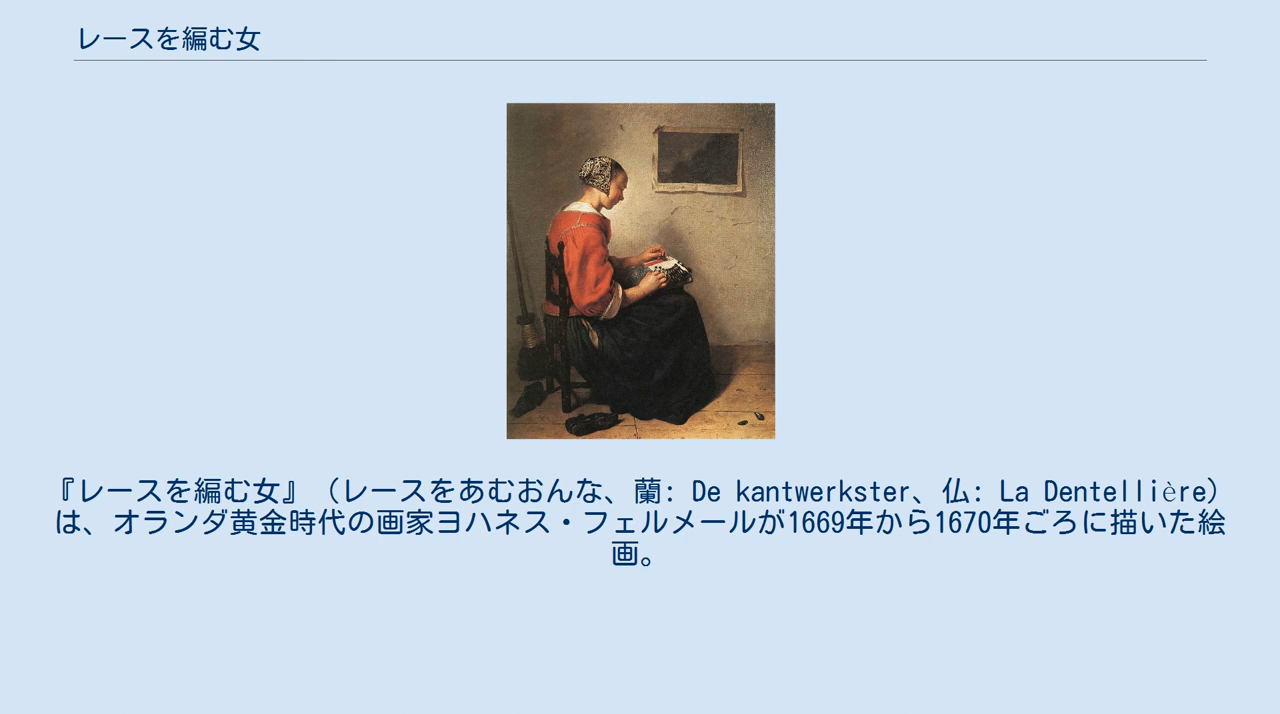 レースを編む女
『レースを編む女』（レースをあむおんな、蘭: De kantwerkster、仏: La Dentellière）
は、オランダ黄金時代の画家ヨハネス・フェルメールが1669年から1670年ごろに描いた絵
画。